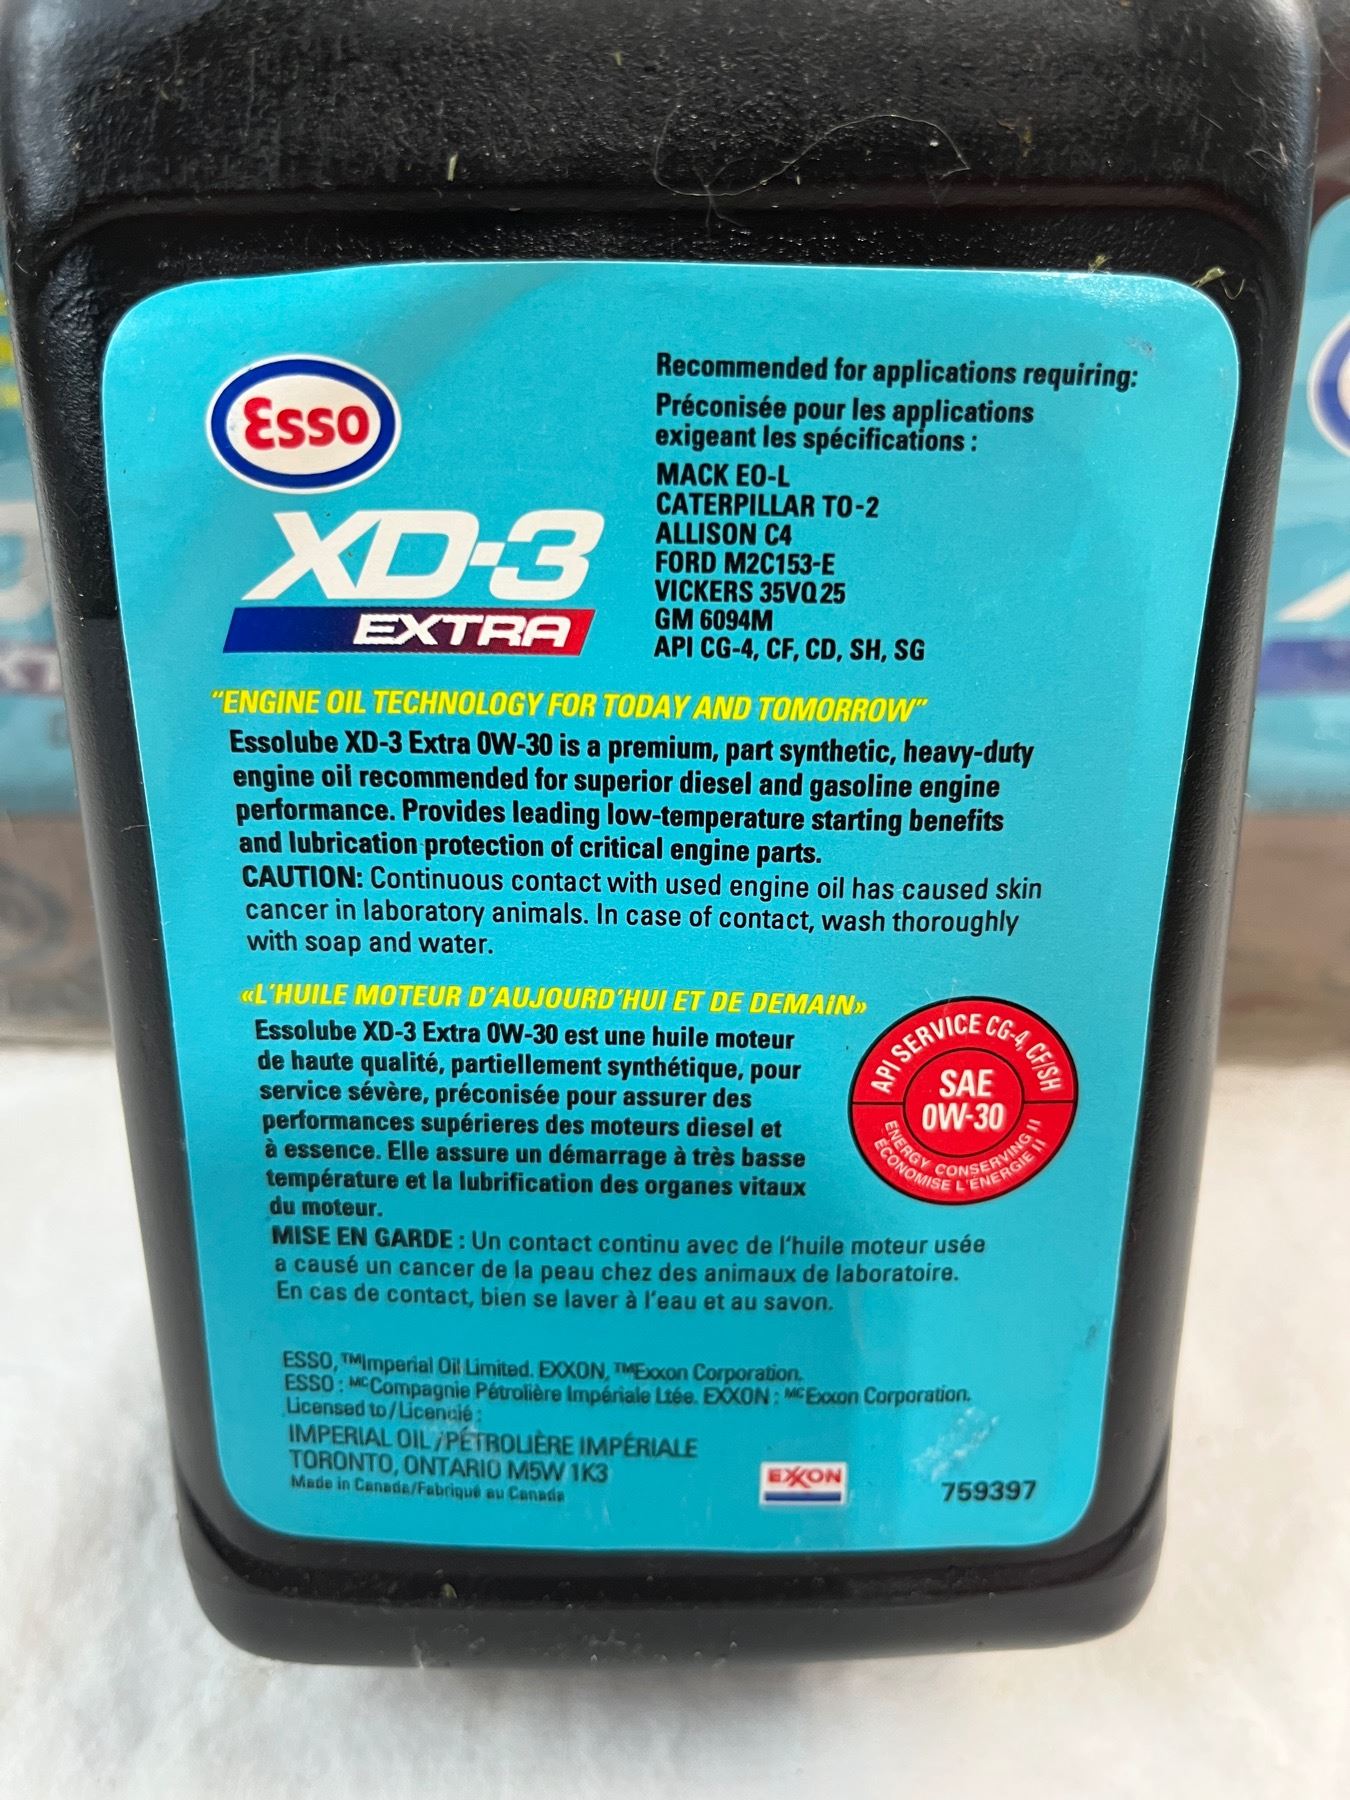 Esso
XD-3
EXTRA
Recommended for applications requiring:
Préconisée pour les applications
exigeant les spécifications :
MACK EO-L
CATERPILLAR TO-2
ALLISON C4
FORD M2C153-E
VICKERS 35VQ25
GM 6094M
API CG-4, CF, CD, SH, SG
"ENGINE OIL TECHNOLOGY FOR TODAY AND TOMORROW"
Essolube XD-3 Extra 0W-30 is a premium, part synthetic, heavy-duty
engine oil recommended for superior diesel and gasoline engine
performance. Provides leading low-temperature starting benefits
and lubrication protection of critical engine parts.
CAUTION: Continuous contact with used engine oil has caused skin
cancer in laboratory animals. In case of contact, wash thoroughly
with soap and water.
«L'HUILE MOTEUR D'AUJOURD'HUI ET DE DEMAIN»
Essolube XD-3 Extra 0W-30 est une huile moteur
de haute qualité, partiellement synthétique, pour
service sévère, préconisée pour assurer des
performances supérieures des moteurs diesel et
à essence. Elle assure un démarrage à très basse
température et la lubrification des organes vitaux
du moteur.
API SERVICE CG-4, CF/SH
SAE
0W-30
ENERGY CONSERVING II
ÉCONOMISE L'ÉNERGIE II
MISE EN GARDE : Un contact continu avec de l'huile moteur usée
a causé un cancer de la peau chez des animaux de laboratoire.
En cas de contact, bien se laver à l'eau et au savon.
ESSO, ™Imperial Oil Limited. EXXON, ™Exxon Corporation.
ESSO : MC Compagnie Pétrolière Impériale Ltée. EXXON : MC Exxon Corporation.
Licensed to/Licencié :
IMPERIAL OIL/PÉTROLIÈRE IMPÉRIALE
TORONTO, ONTARIO M5W 1K3
Made in Canada/Fabriqué au Canada
EXXON
759397